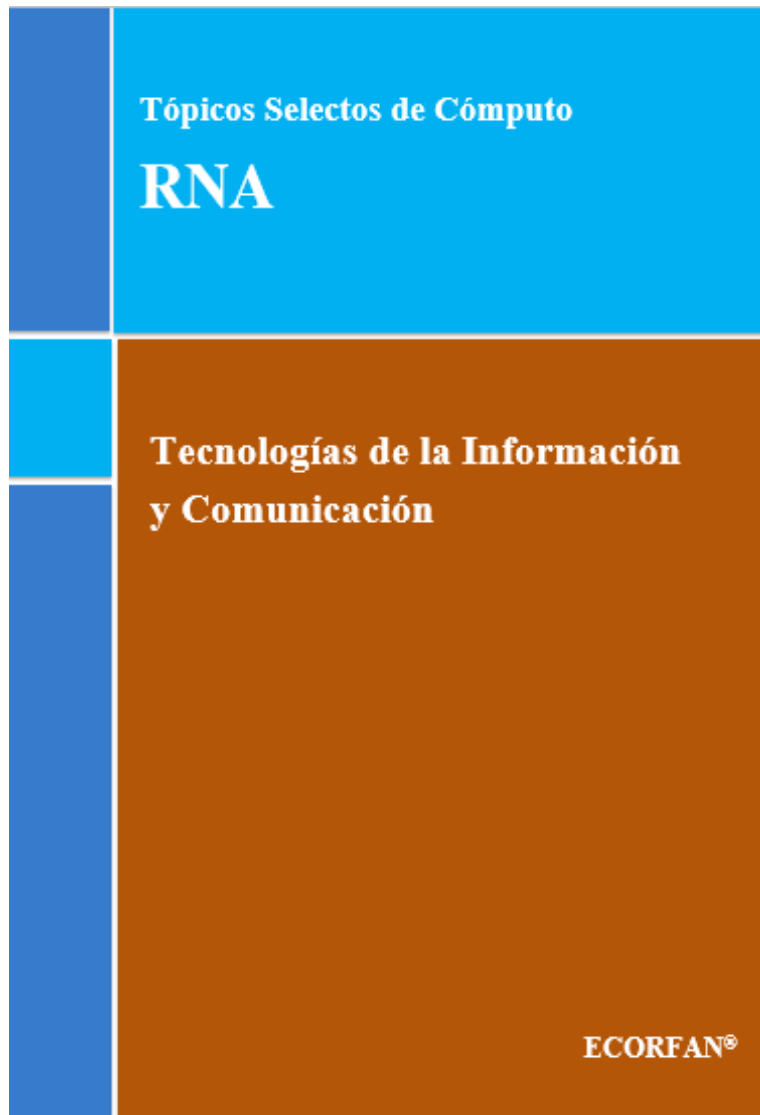 Tópicos Selectos de Cómputo
RNA
Tecnologías de la Información
y Comunicación
ECORFAN®